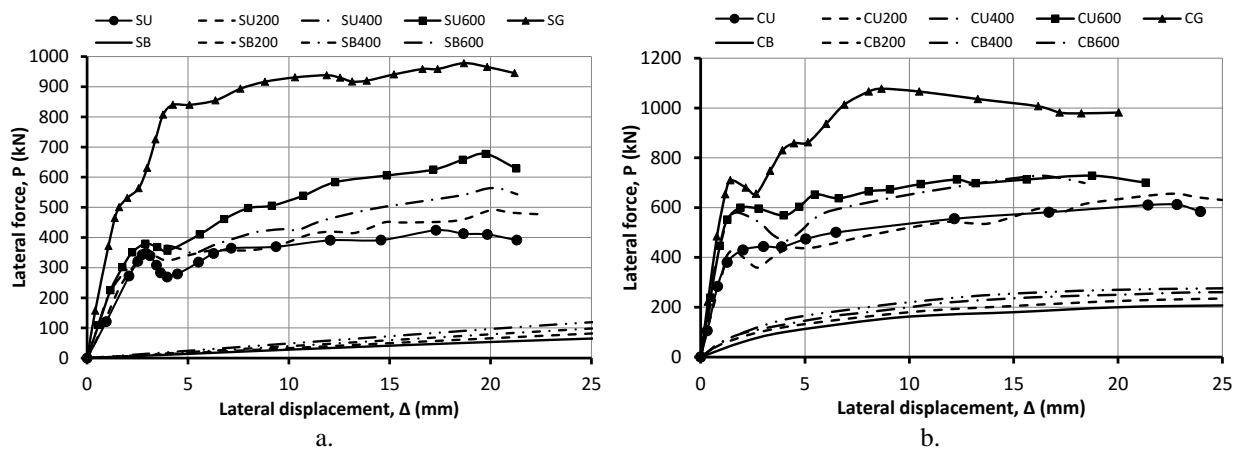 SU SU200 SU400 SU600 SG
SB SB200 SB400 SB600
1000
900
800
700
600
500
400
300
200
100
0
Lateral force, P (kN)
0 5 10 15 20 25
Lateral displacement, Δ (mm)
a.
CU CU200 CU400 CU600 CG
CB CB200 CB400 CB600
1200
1000
800
600
400
200
0
Lateral force, P (kN)
0 5 10 15 20 25
Lateral displacement, Δ (mm)
b.